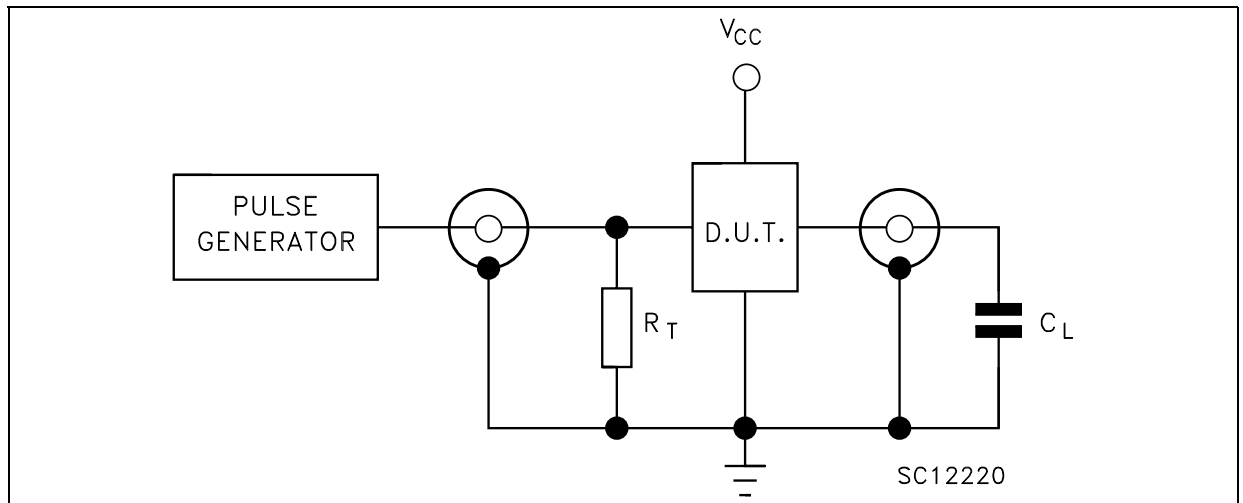 VCC
PULSE
GENERATOR
D.U.T.
RT
CL
SC12220